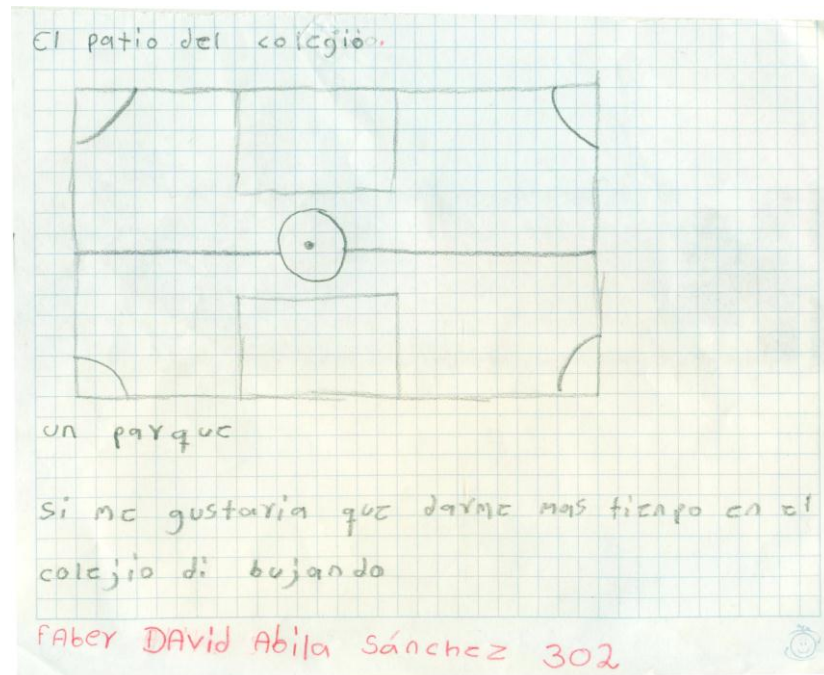 El patio del colegio.
un parque
Si me gustaria que darme mas tienpo en el
colejio di bujando
FAber DAvid Abila Sánchez 302